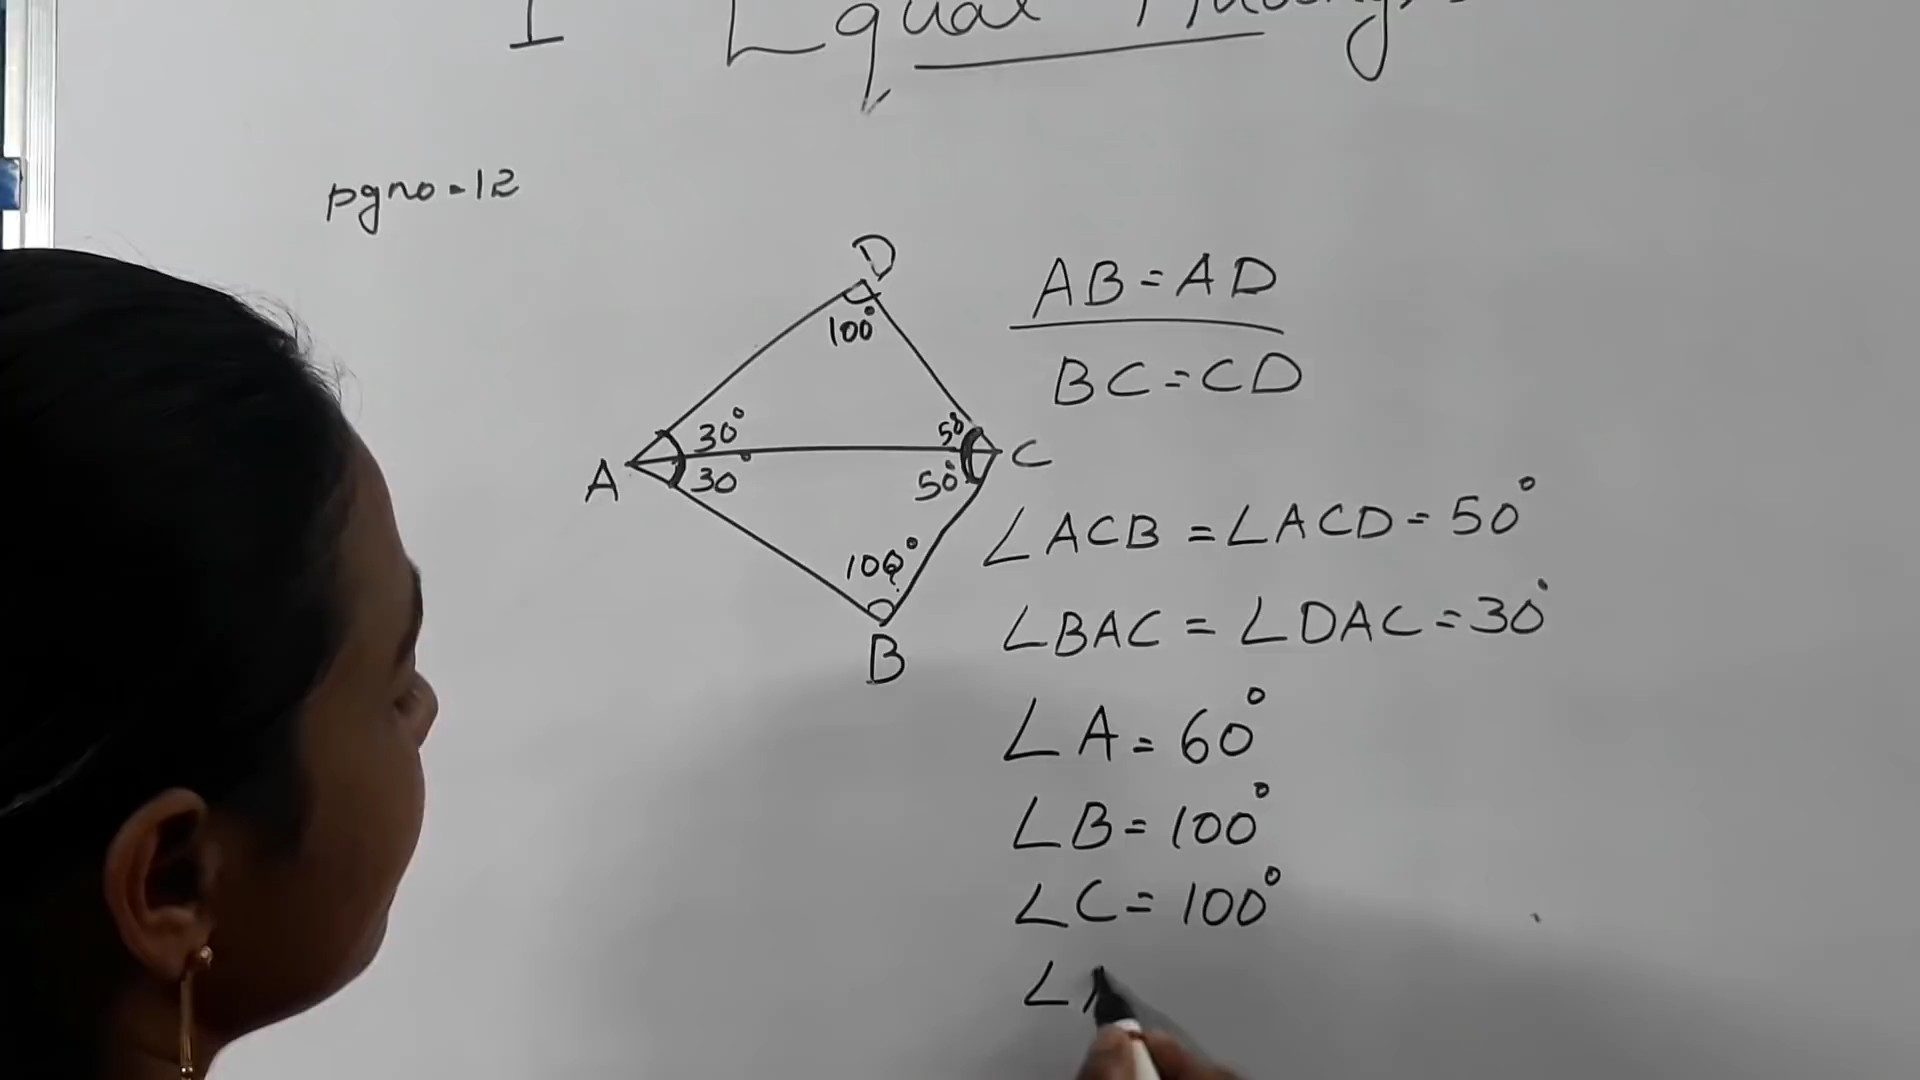 I Equal
pgno-12
D
100°
AB=AD
BC=CD
30°
50°
A
C
30°
50°
∠ACB = ∠ACD = 50°
100°
∠BAC = ∠DAC = 30°
B
∠A = 60°
∠B = 100°
∠C = 100°
∠